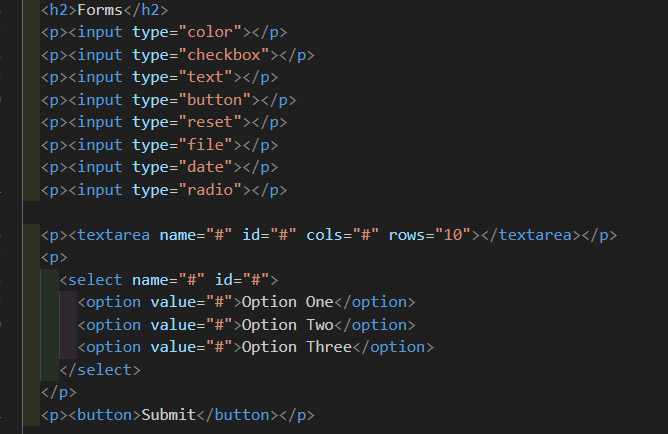 <h2>Forms</h2>
<p><input type="color"></p>
<p><input type="checkbox"></p>
<p><input type="text"></p>
<p><input type="button"></p>
<p><input type="reset"></p>
<p><input type="file"></p>
<p><input type="date"></p>
<p><input type="radio"></p>
<p><textarea name="#" id="#" cols="#" rows="10"></textarea></p>
<p>
<select name="#" id="#">
<option value="#">Option One</option>
<option value="#">Option Two</option>
<option value="#">Option Three</option>
</select>
</p>
<p><button>Submit</button></p>